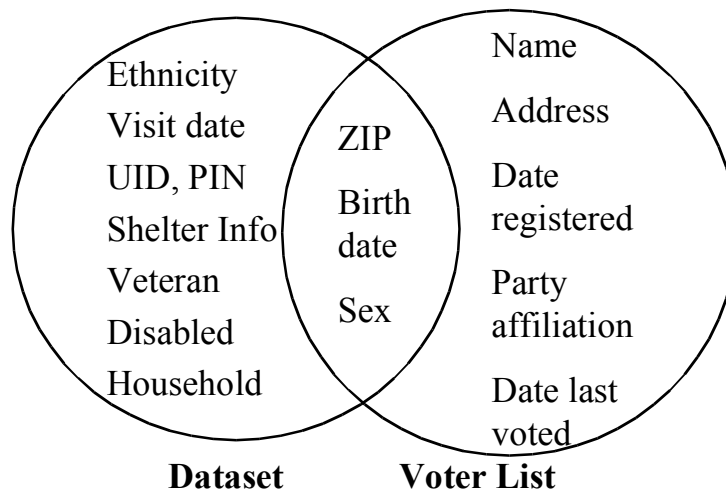 Ethnicity
Visit date
UID, PIN
Shelter Info
Veteran
Disabled
Household
ZIP
Birth
date
Sex
Name
Address
Date
registered
Party
affiliation
Date last
voted
Dataset
Voter List